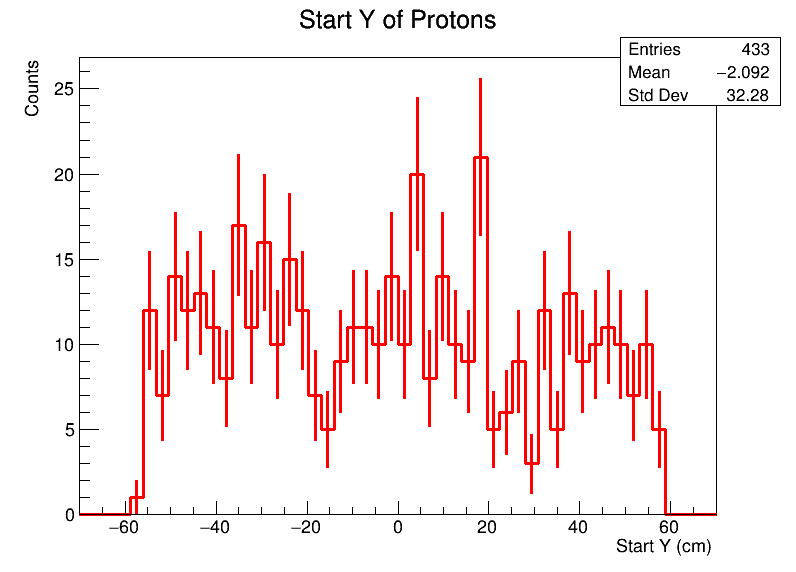 Start Y of Protons
Entries 433
Mean −2.092
Std Dev 32.28
Counts
25
20
15
10
5
0
−60 −40 −20 0 20 40 60
Start Y (cm)